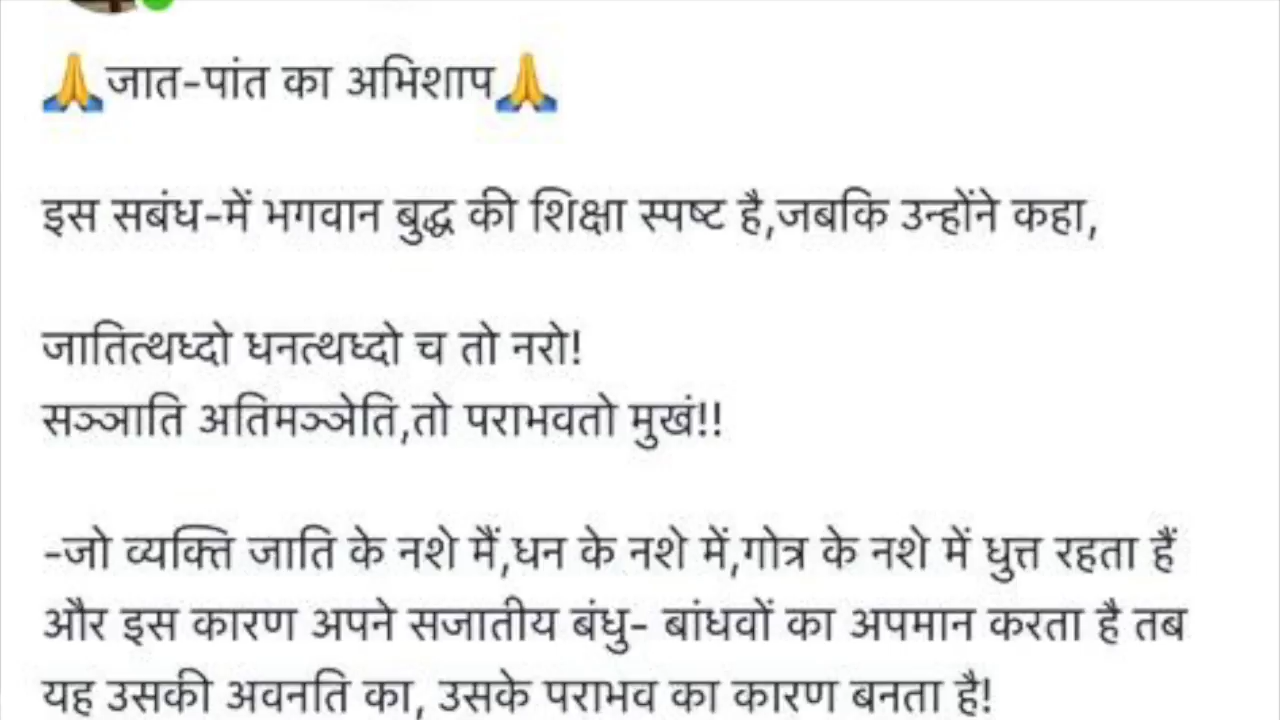 🙏जात-पांत का अभिशाप🙏
इस सबंध-में भगवान बुद्ध की शिक्षा स्पष्ट है,जबकि उन्होंने कहा,
जातित्थध्दो धनत्थध्दो च तो नरो!
सञ्ञाति अतिमञ्ञेति,तो पराभवतो मुखं!!
-जो व्यक्ति जाति के नशे मैं,धन के नशे में,गोत्र के नशे में धुत्त रहता हैं
और इस कारण अपने सजातीय बंधु- बांधवों का अपमान करता है तब
यह उसकी अवनति का, उसके पराभव का कारण बनता है!